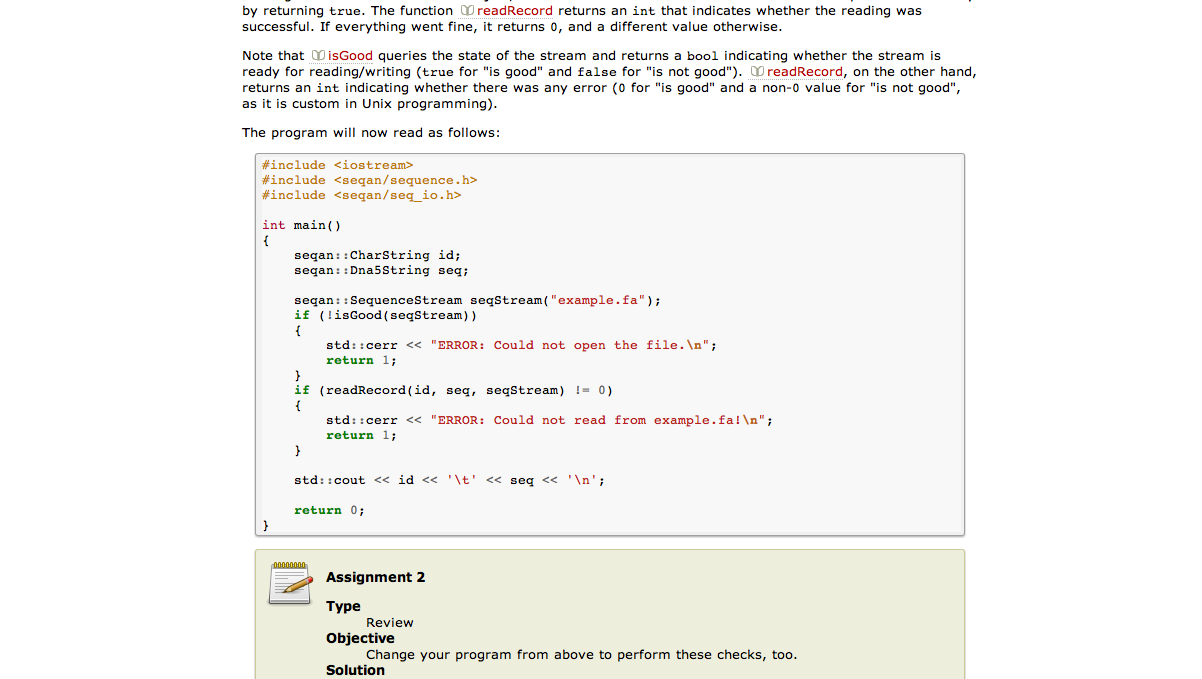 by returning true. The function readRecord returns an int that indicates whether the reading was
successful. If everything went fine, it returns 0, and a different value otherwise.
Note that isGood queries the state of the stream and returns a bool indicating whether the stream is
ready for reading/writing (true for "is good" and false for "is not good"). readRecord, on the other hand,
returns an int indicating whether there was any error (0 for "is good" and a non-0 value for "is not good",
as it is custom in Unix programming).
The program will now read as follows:
#include <iostream>
#include <seqan/sequence.h>
#include <seqan/seq_io.h>
int main()
{
    seqan::CharString id;
    seqan::Dna5String seq;
    seqan::SequenceStream seqStream("example.fa");
    if (!isGood(seqStream))
    {
        std::cerr << "ERROR: Could not open the file.\n";
        return 1;
    }
    if (readRecord(id, seq, seqStream) != 0)
    {
        std::cerr << "ERROR: Could not read from example.fa!\n";
        return 1;
    }
    std::cout << id << '\t' << seq << '\n';
    return 0;
}
Assignment 2
Type
Review
Objective
Change your program from above to perform these checks, too.
Solution